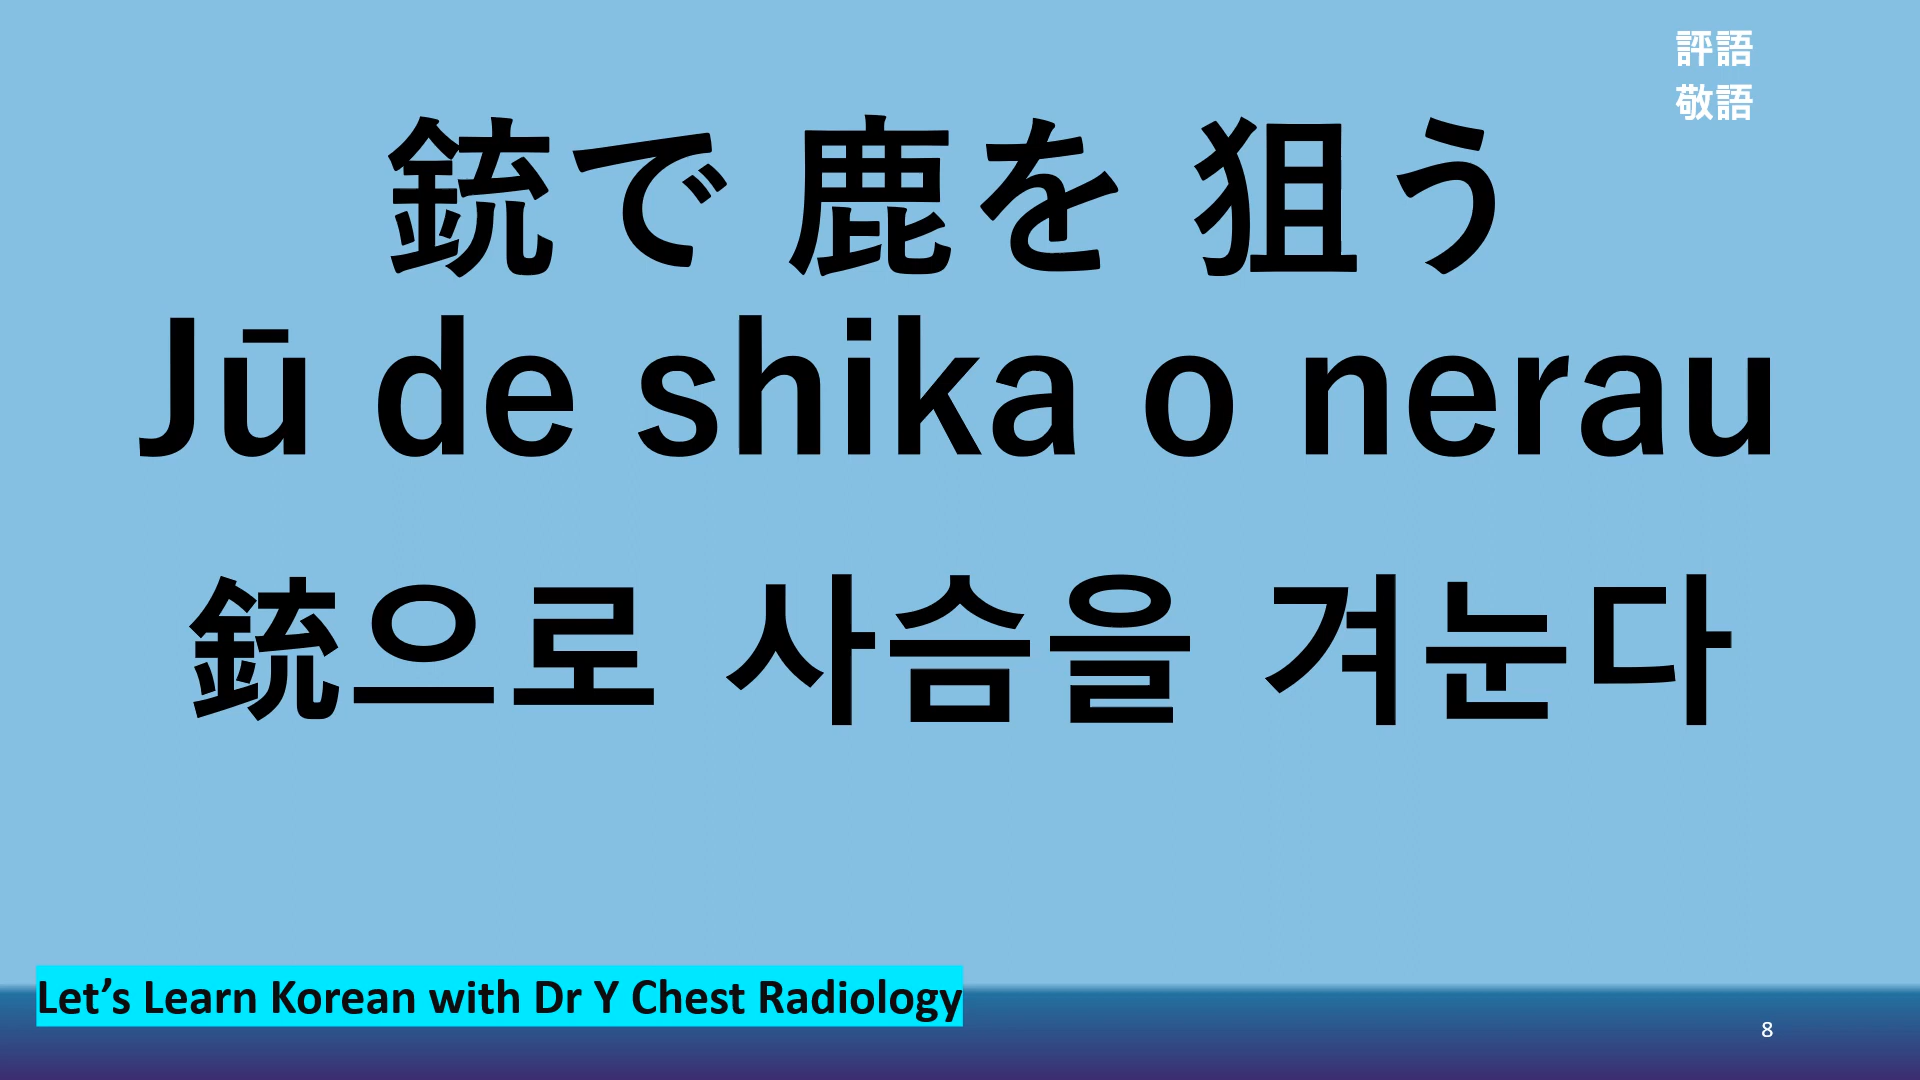 評語
敬語
銃で 鹿を 狙う
Jū de shika o nerau
銃으로 사슴을 겨눈다
Let’s Learn Korean with Dr Y Chest Radiology
8